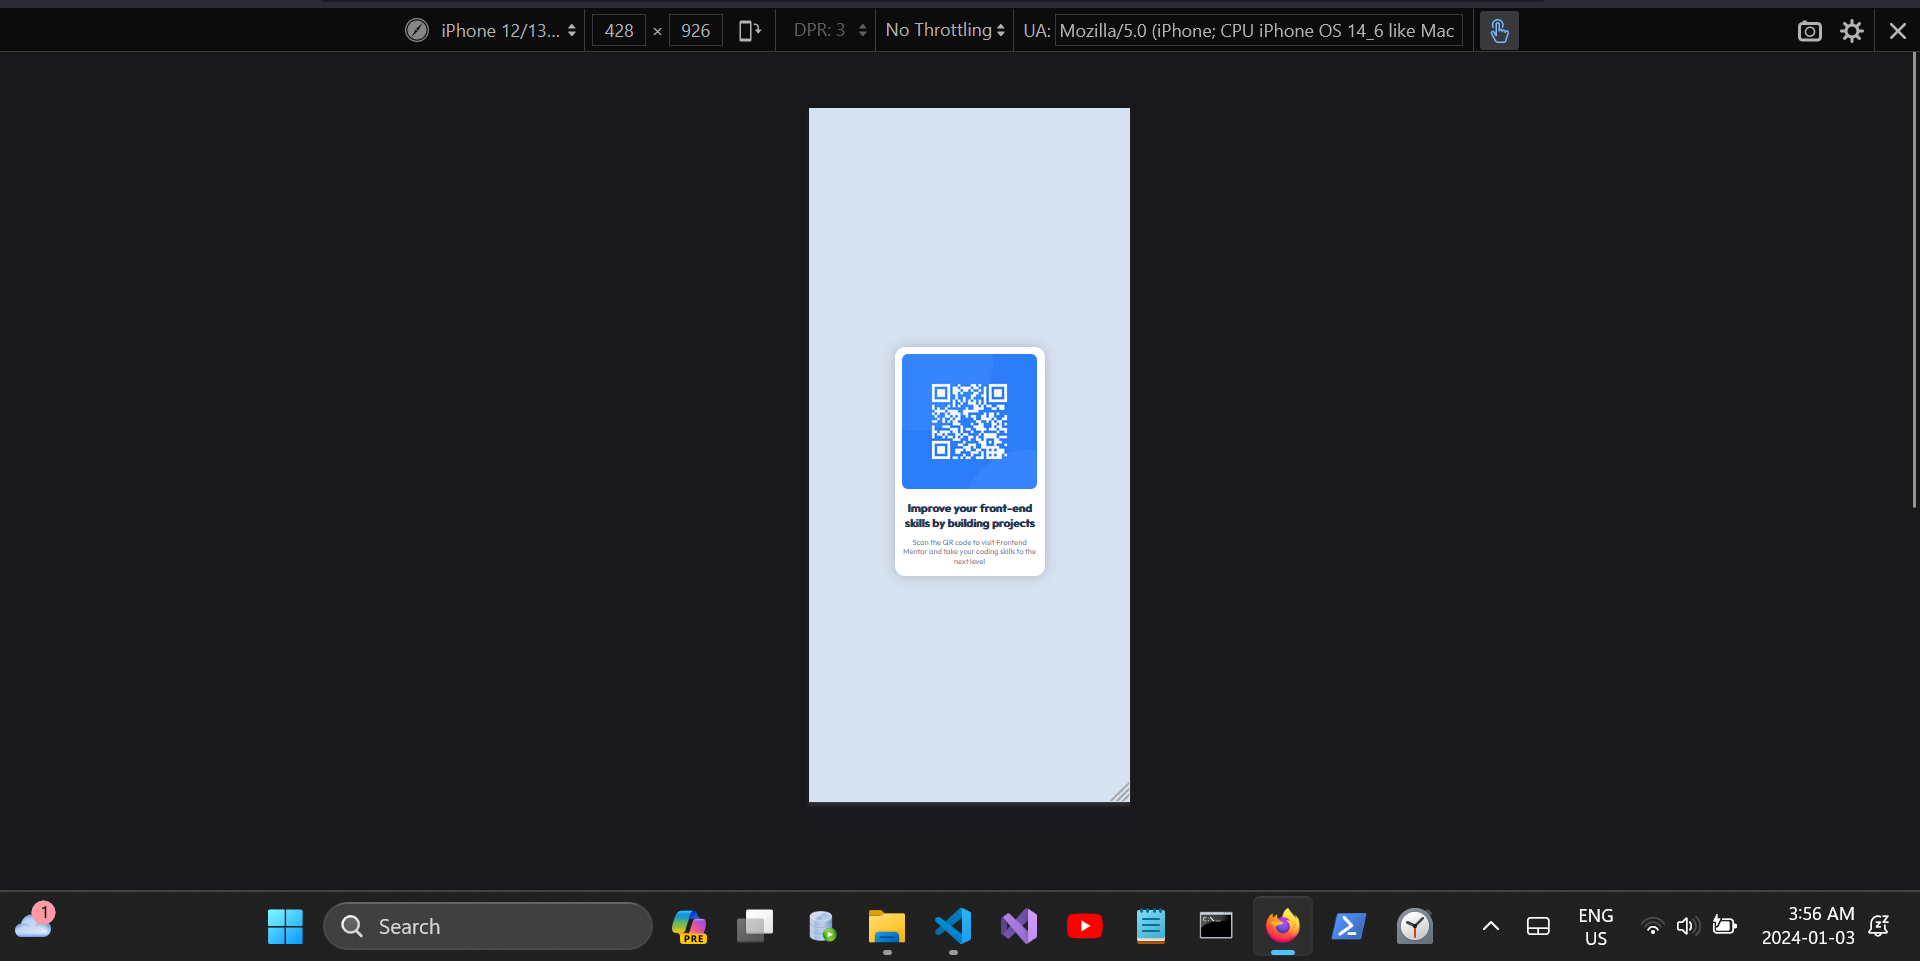 iPhone 12/13... 428 × 926 DPR: 3 No Throttling UA: Mozilla/5.0 (iPhone; CPU iPhone OS 14_6 like Mac
Improve your front-end
skills by building projects
Scan the QR code to visit Frontend
Mentor and take your coding skills to the
next level
1
Search
PRE
ENG
US
3:56 AM
2024-01-03